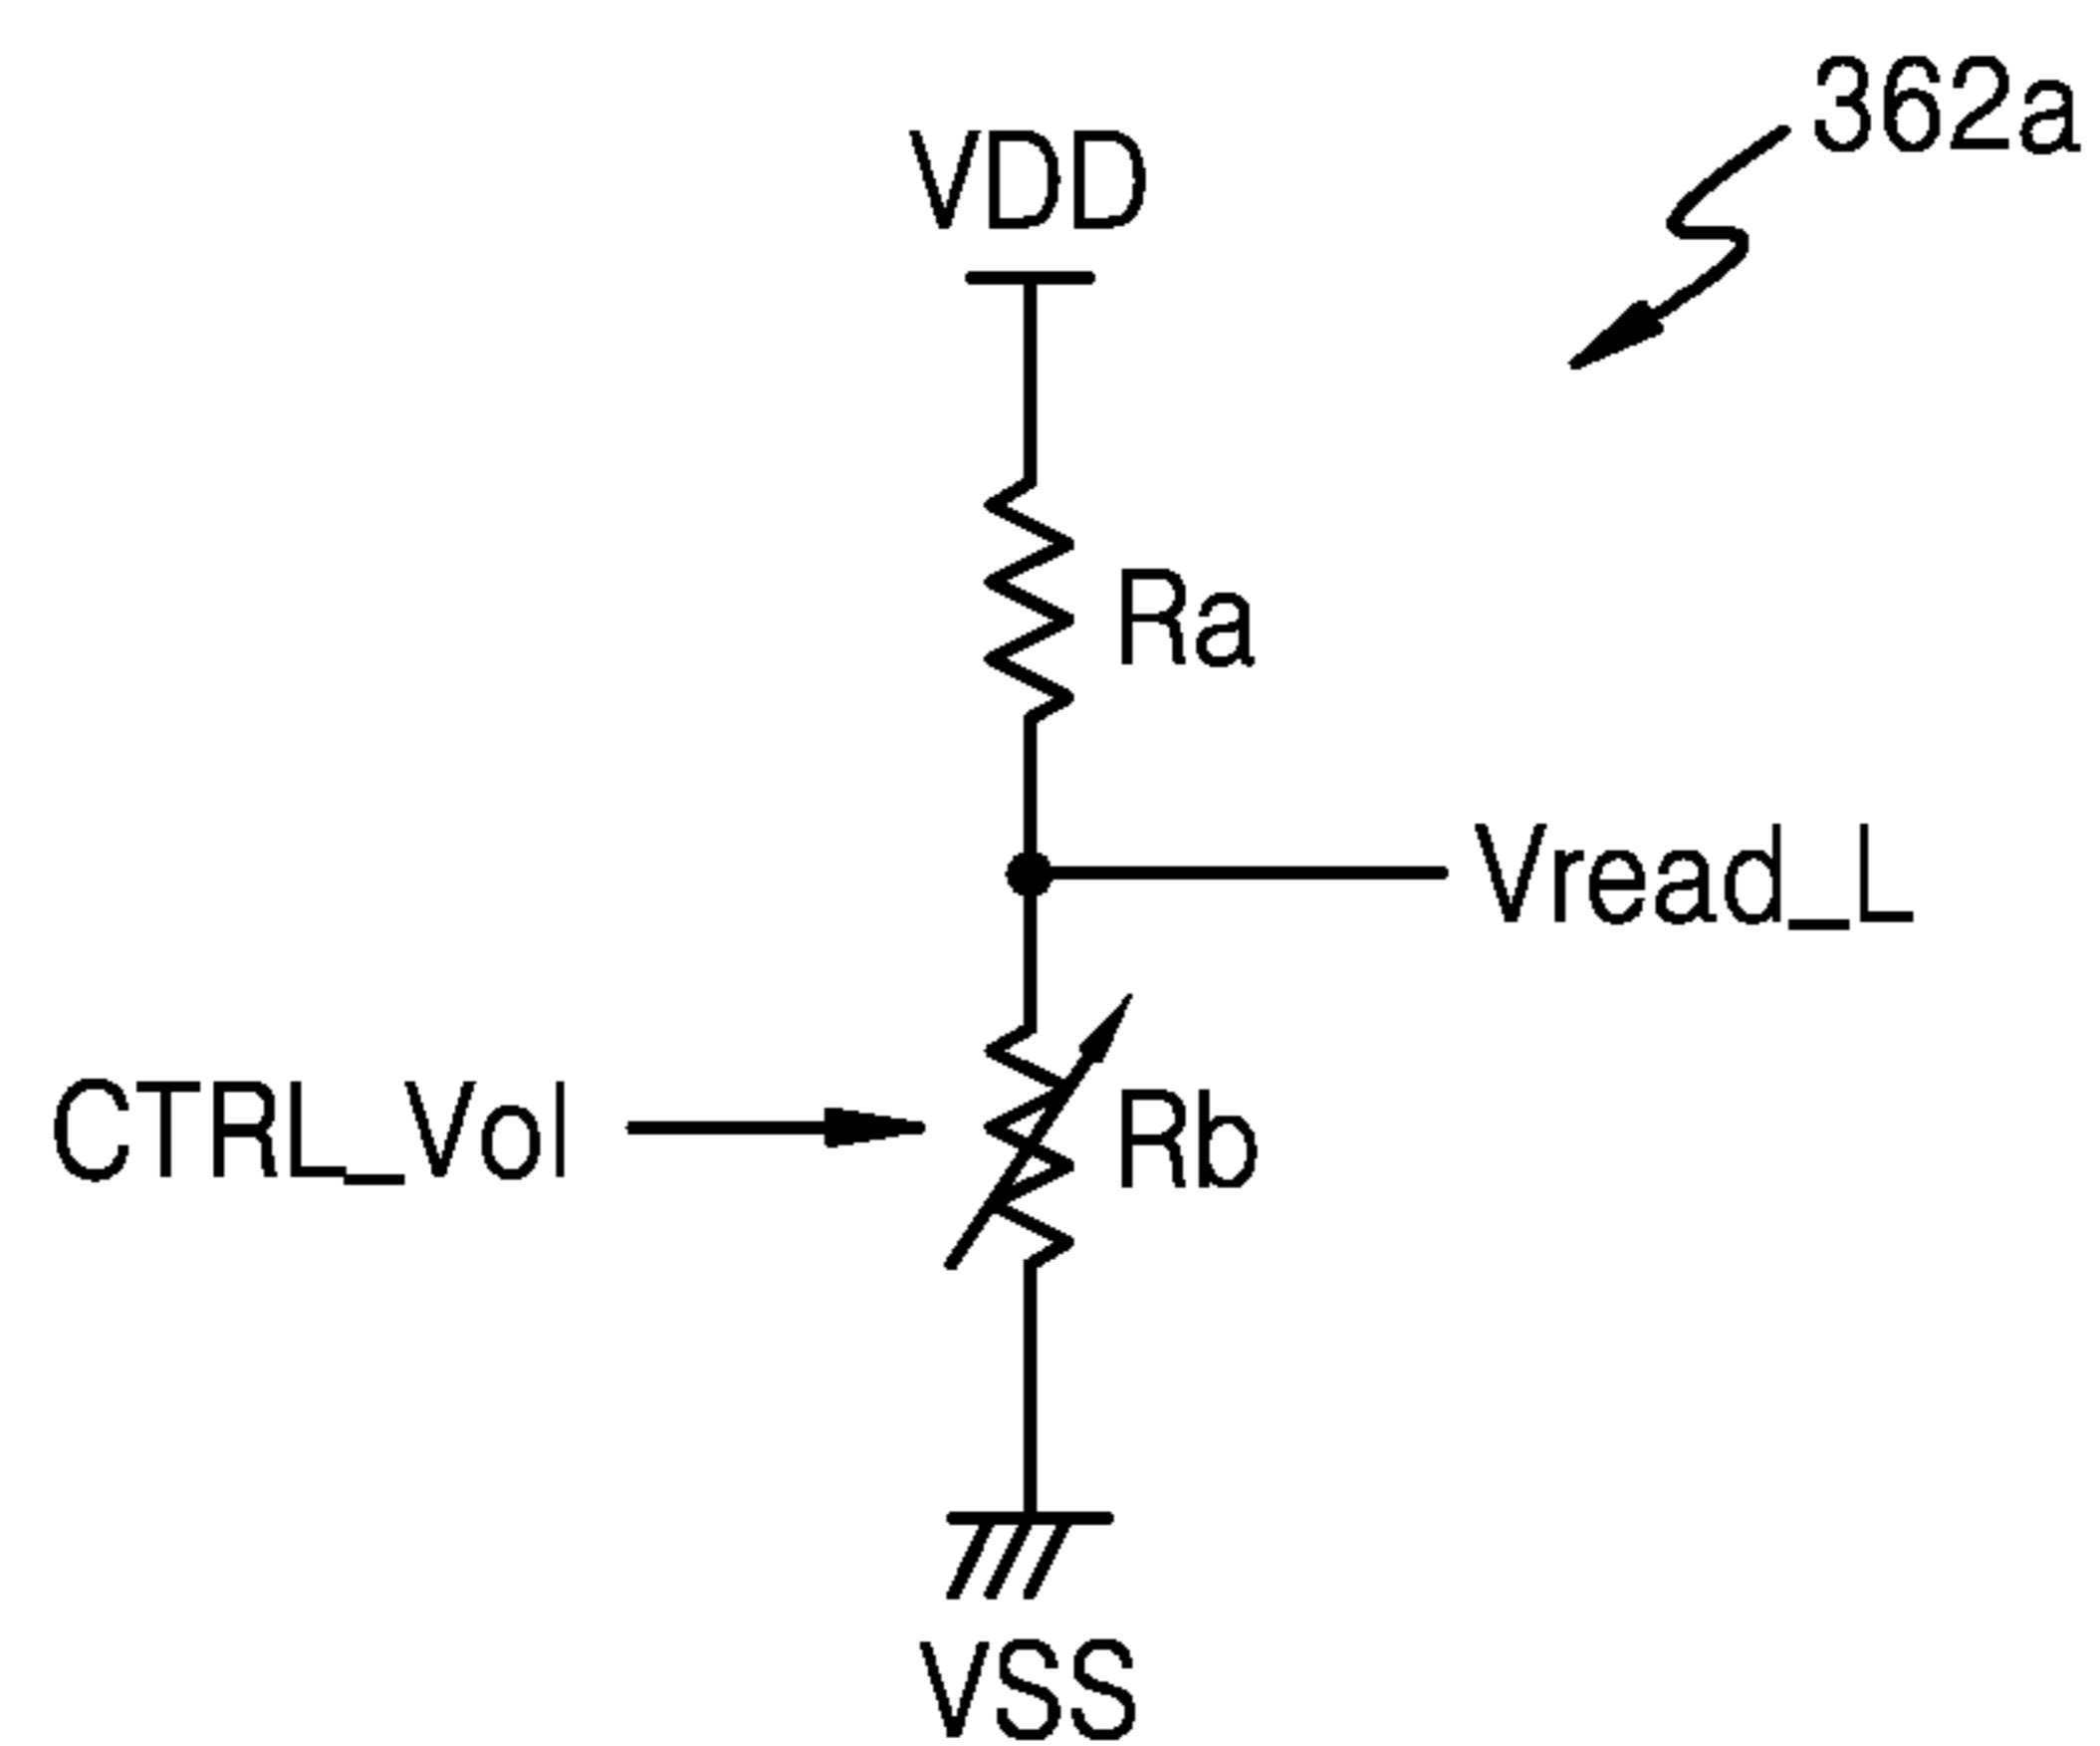 362a
VDD
Ra
Vread_L
CTRL_Vol
Rb
VSS